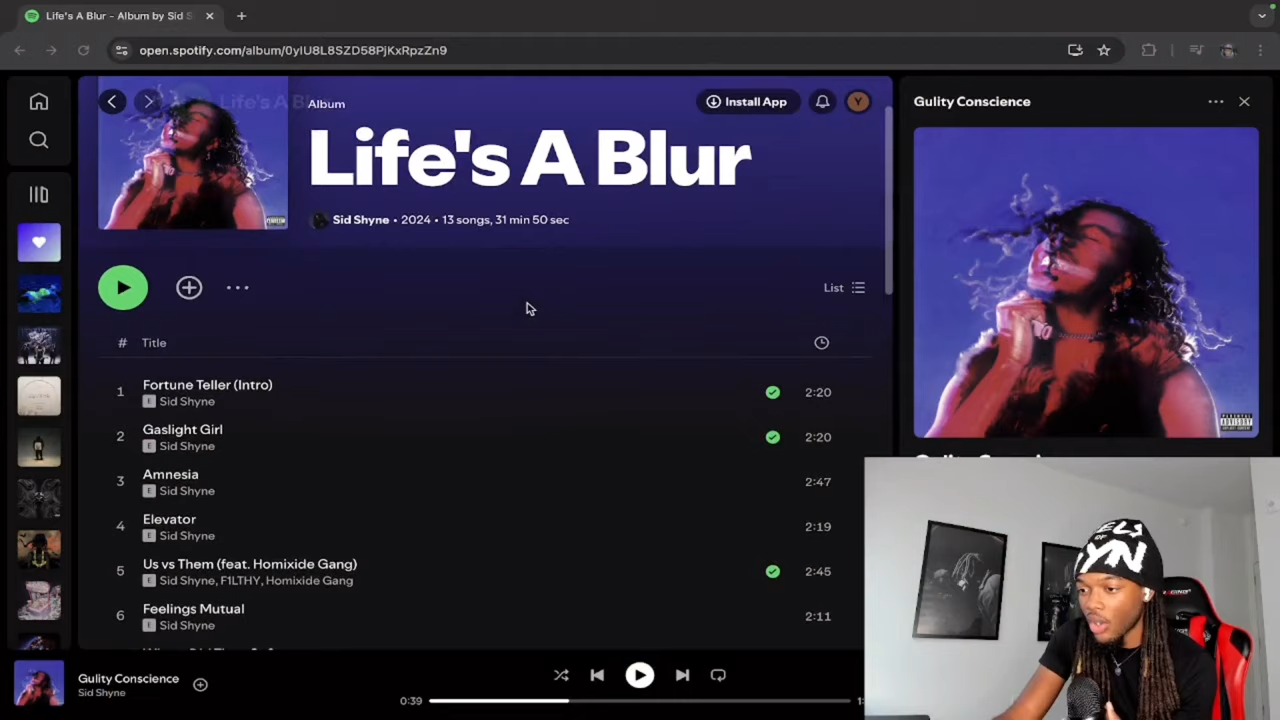 Life's A Blur - Album by Sid S
open.spotify.com/album/0yIU8L8SZD58PjKxRpzZn9
Album
Install App
Y
Life's A Blur
Sid Shyne • 2024 • 13 songs, 31 min 50 sec
List
# Title
1 Fortune Teller (Intro) 2:20
E Sid Shyne
2 Gaslight Girl 2:20
E Sid Shyne
3 Amnesia 2:47
E Sid Shyne
4 Elevator 2:19
E Sid Shyne
5 Us vs Them (feat. Homixide Gang) 2:45
E Sid Shyne, F1LTHY, Homixide Gang
6 Feelings Mutual 2:11
E Sid Shyne
Gulity Conscience
PARENTAL
ADVISORY
Gulity Conscience
Sid Shyne
0:39